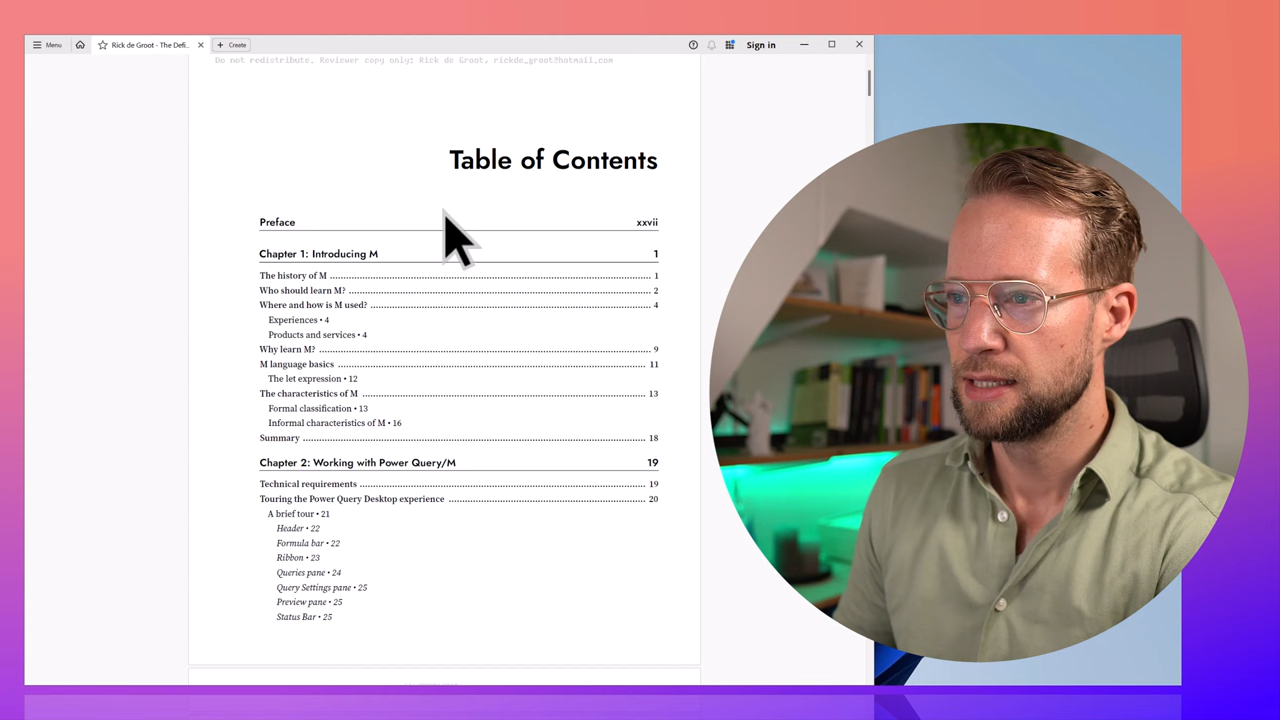 Menu
Rick de Groot - The Defi...
Create
Sign in
Do not redistribute. Reviewer copy only: Rick de Groot, rickde_groot@hotmail.com
Table of Contents
Preface xxvii
Chapter 1: Introducing M 1
The history of M 1
Who should learn M? 2
Where and how is M used? 4
Experiences • 4
Products and services • 4
Why learn M? 9
M language basics 11
The let expression • 12
The characteristics of M 13
Formal classification • 13
Informal characteristics of M • 16
Summary 18
Chapter 2: Working with Power Query/M 19
Technical requirements 19
Touring the Power Query Desktop experience 20
A brief tour • 21
Header • 22
Formula bar • 22
Ribbon • 23
Queries pane • 24
Query Settings pane • 25
Preview pane • 25
Status Bar • 25